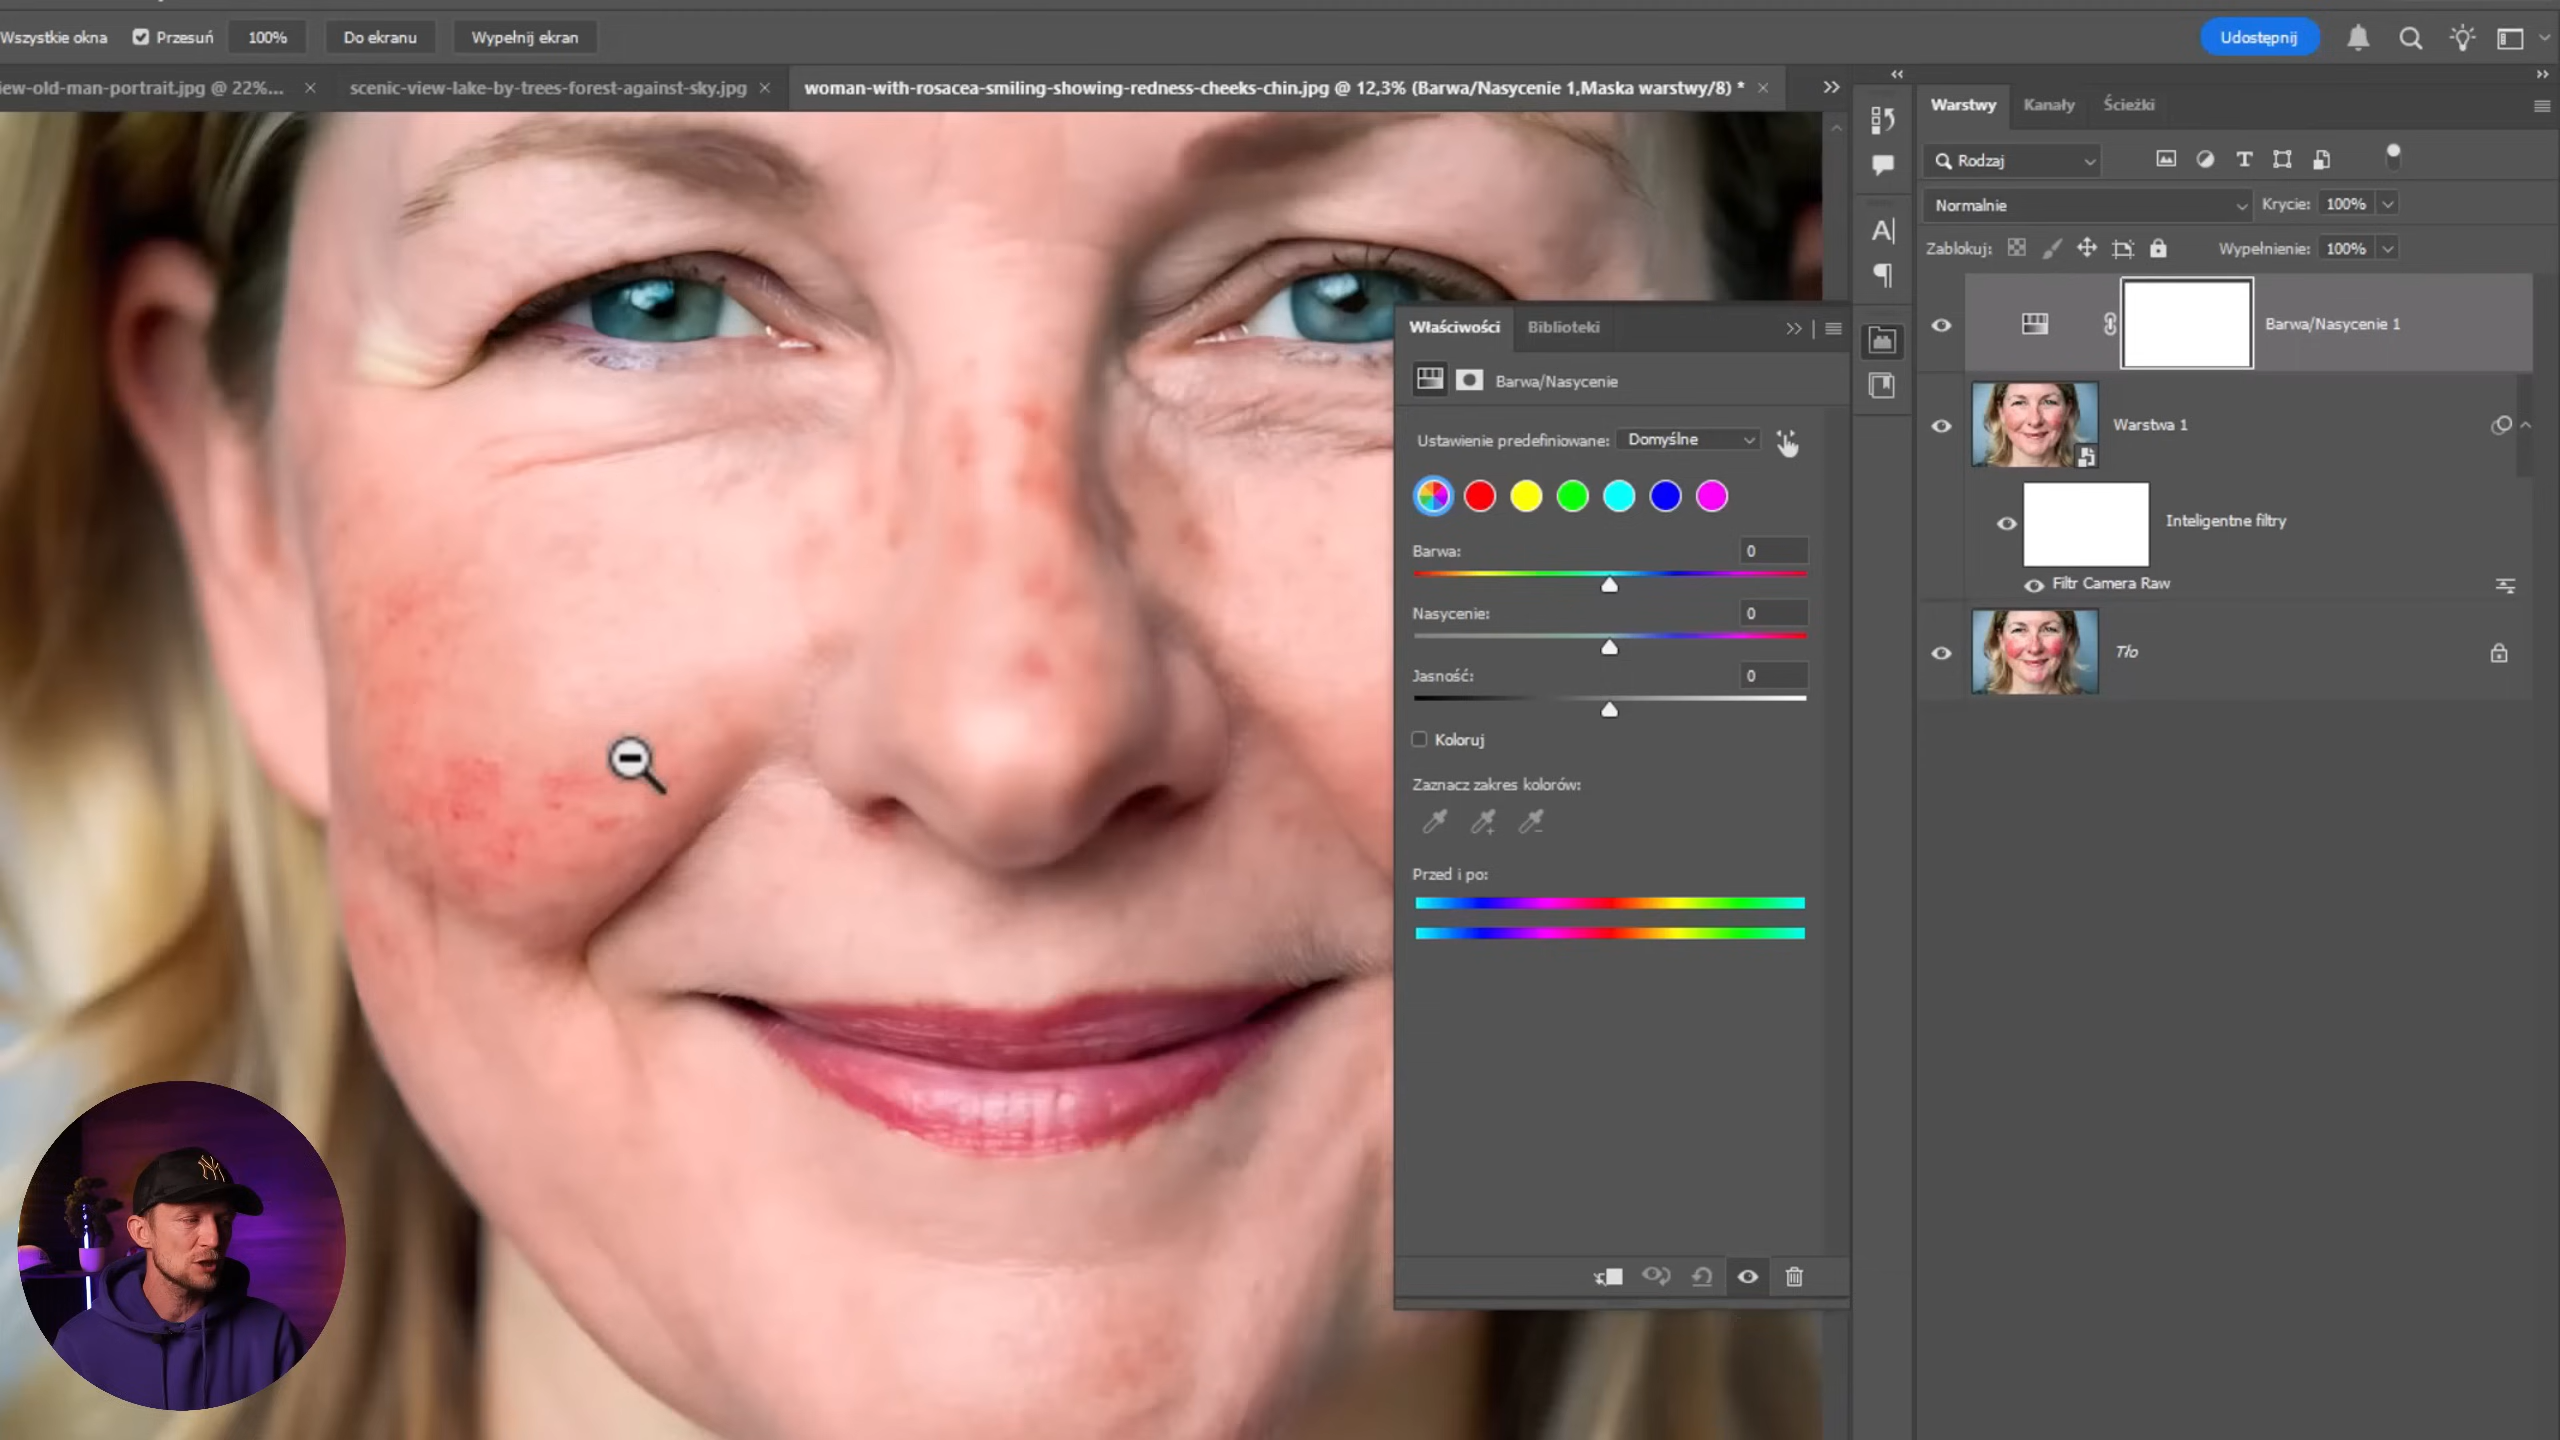 Wszystkie okna Przesuń 100% Do ekranu Wypełnij ekran Udostępnij
iew-old-man-portrait.jpg @ 22%... × scenic-view-lake-by-trees-forest-against-sky.jpg × woman-with-rosacea-smiling-showing-redness-cheeks-chin.jpg @ 12,3% (Barwa/Nasycenie 1,Maska warstwy/8) * ×
Warstwy Kanały Ścieżki
Rodzaj
Normalnie Krycie: 100%
Zablokuj: Wypełnienie: 100%
Barwa/Nasycenie 1
Warstwa 1
Inteligentne filtry
Filtr Camera Raw
Tło
Właściwości Biblioteki
Barwa/Nasycenie
Ustawienie predefiniowane: Domyślne
Barwa: 0
Nasycenie: 0
Jasność: 0
Koloruj
Zaznacz zakres kolorów:
Przed i po: